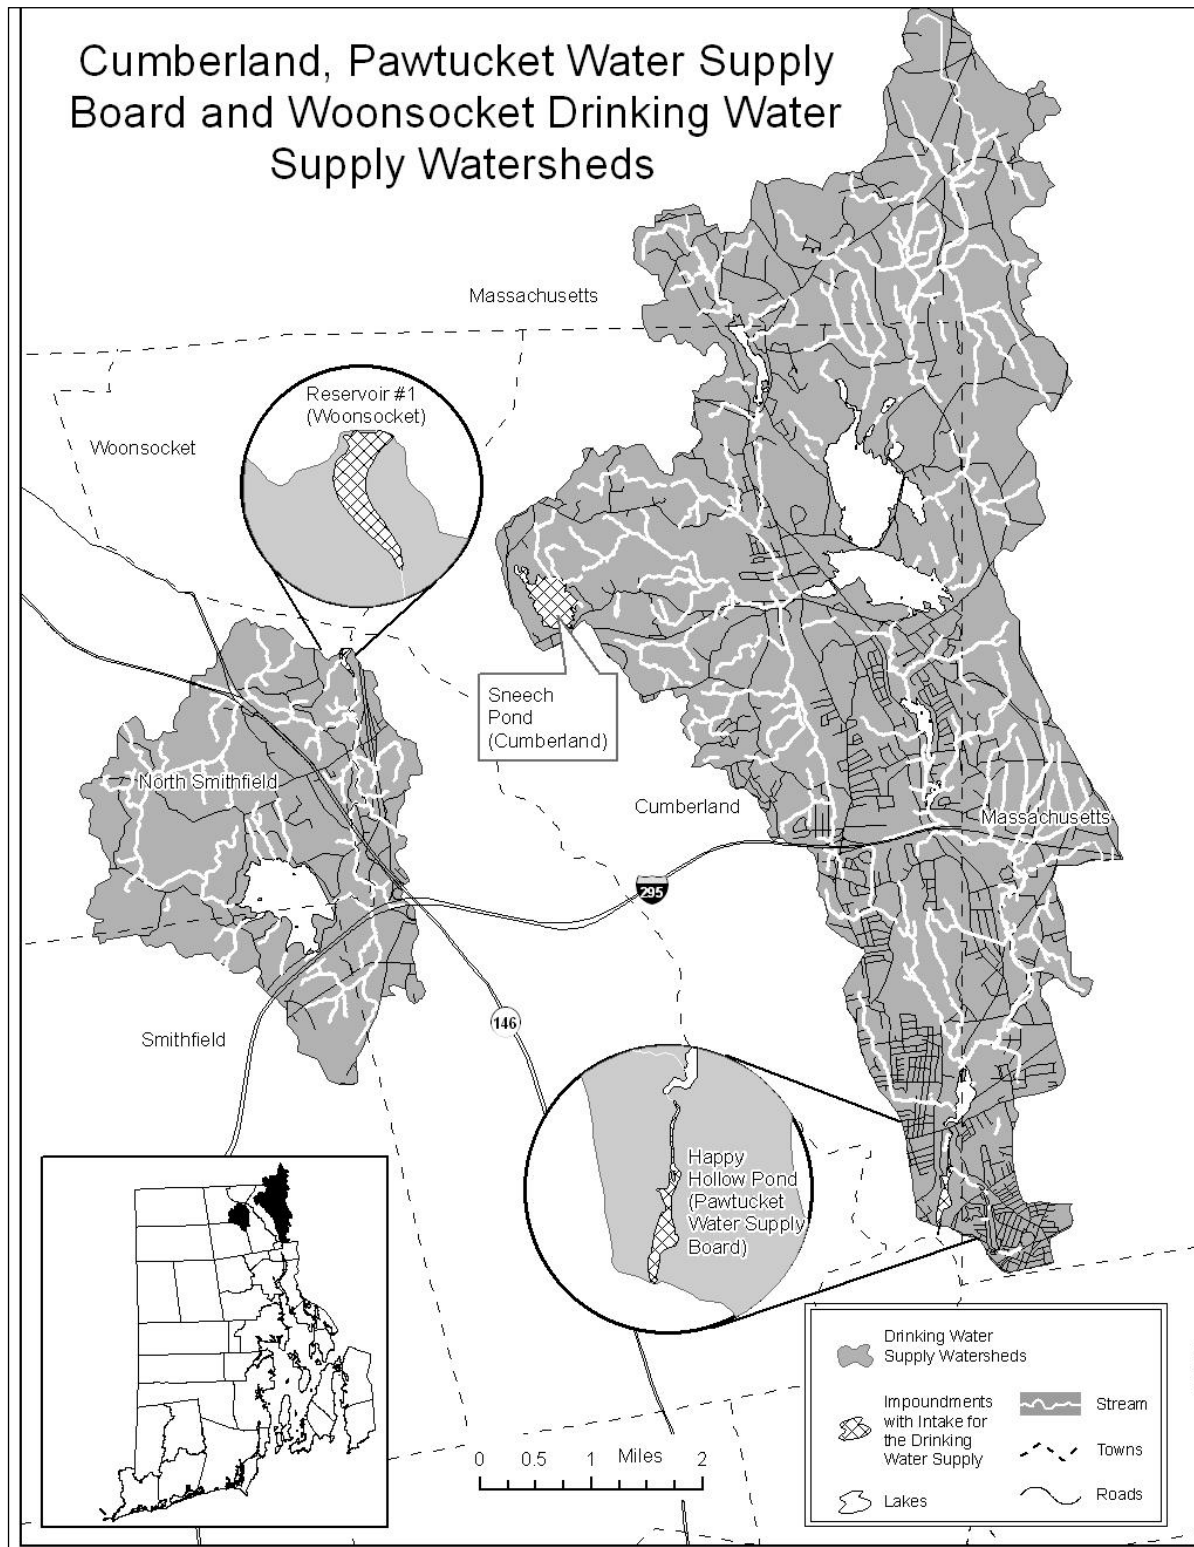 Cumberland, Pawtucket Water Supply
Board and Woonsocket Drinking Water
Supply Watersheds
Massachusetts
Reservoir #1
(Woonsocket)
Woonsocket
Sneech
Pond
(Cumberland)
North Smithfield
Cumberland
Massachusetts
295
146
Smithfield
Happy
Hollow Pond
(Pawtucket
Water Supply
Board)
Drinking Water
Supply Watersheds
Impoundments
with Intake for
the Drinking
Water Supply
Stream
Towns
Lakes
Roads
0 0.5 1 Miles 2